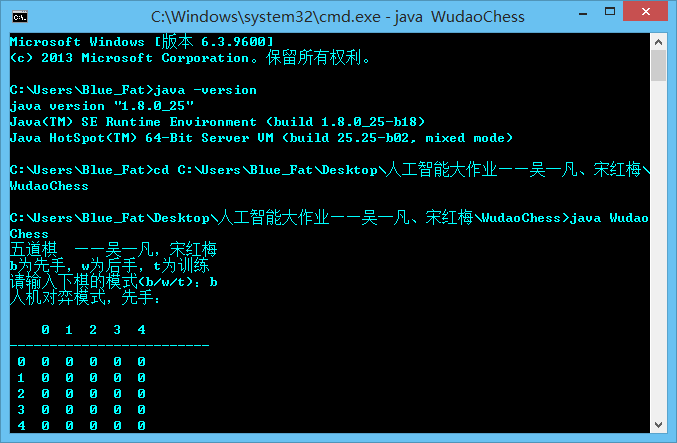 C:\Windows\system32\cmd.exe - java  WudaoChess
Microsoft Windows [版本 6.3.9600]
(c) 2013 Microsoft Corporation。保留所有权利。
C:\Users\Blue_Fat>java -version
java version "1.8.0_25"
Java(TM) SE Runtime Environment (build 1.8.0_25-b18)
Java HotSpot(TM) 64-Bit Server VM (build 25.25-b02, mixed mode)
C:\Users\Blue_Fat>cd C:\Users\Blue_Fat\Desktop\人工智能大作业——吴一凡、宋红梅\
WudaoChess
C:\Users\Blue_Fat\Desktop\人工智能大作业——吴一凡、宋红梅\WudaoChess>java Wudao
Chess
五道棋  ——吴一凡，宋红梅
b为先手，w为后手，t为训练
请输入下棋的模式(b/w/t)：b
人机对弈模式，先手：
0 1 2 3 4
-------------------------
0 0 0 0 0 0
1 0 0 0 0 0
2 0 0 0 0 0
3 0 0 0 0 0
4 0 0 0 0 0